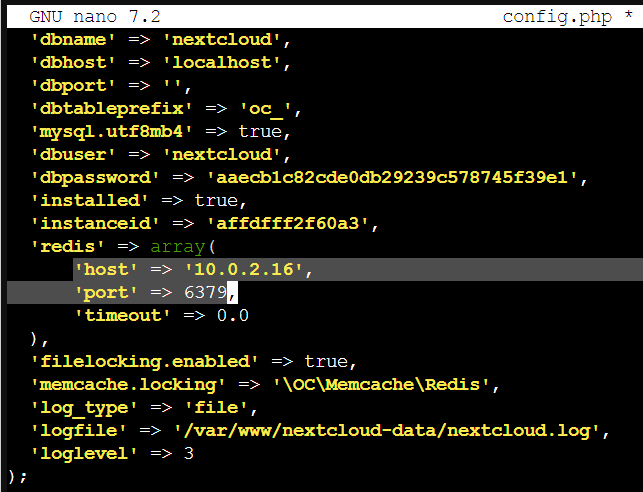 GNU nano 7.2 config.php *
'dbname' => 'nextcloud',
'dbhost' => 'localhost',
'dbport' => '',
'dbtableprefix' => 'oc_',
'mysql.utf8mb4' => true,
'dbuser' => 'nextcloud',
'dbpassword' => 'aaecb1c82cde0db29239c578745f39e1',
'installed' => true,
'instanceid' => 'affdfff2f60a3',
'redis' => array(
'host' => '10.0.2.16',
'port' => 6379,
'timeout' => 0.0
),
'filelocking.enabled' => true,
'memcache.locking' => '\OC\Memcache\Redis',
'log_type' => 'file',
'logfile' => '/var/www/nextcloud-data/nextcloud.log',
'loglevel' => 3
);